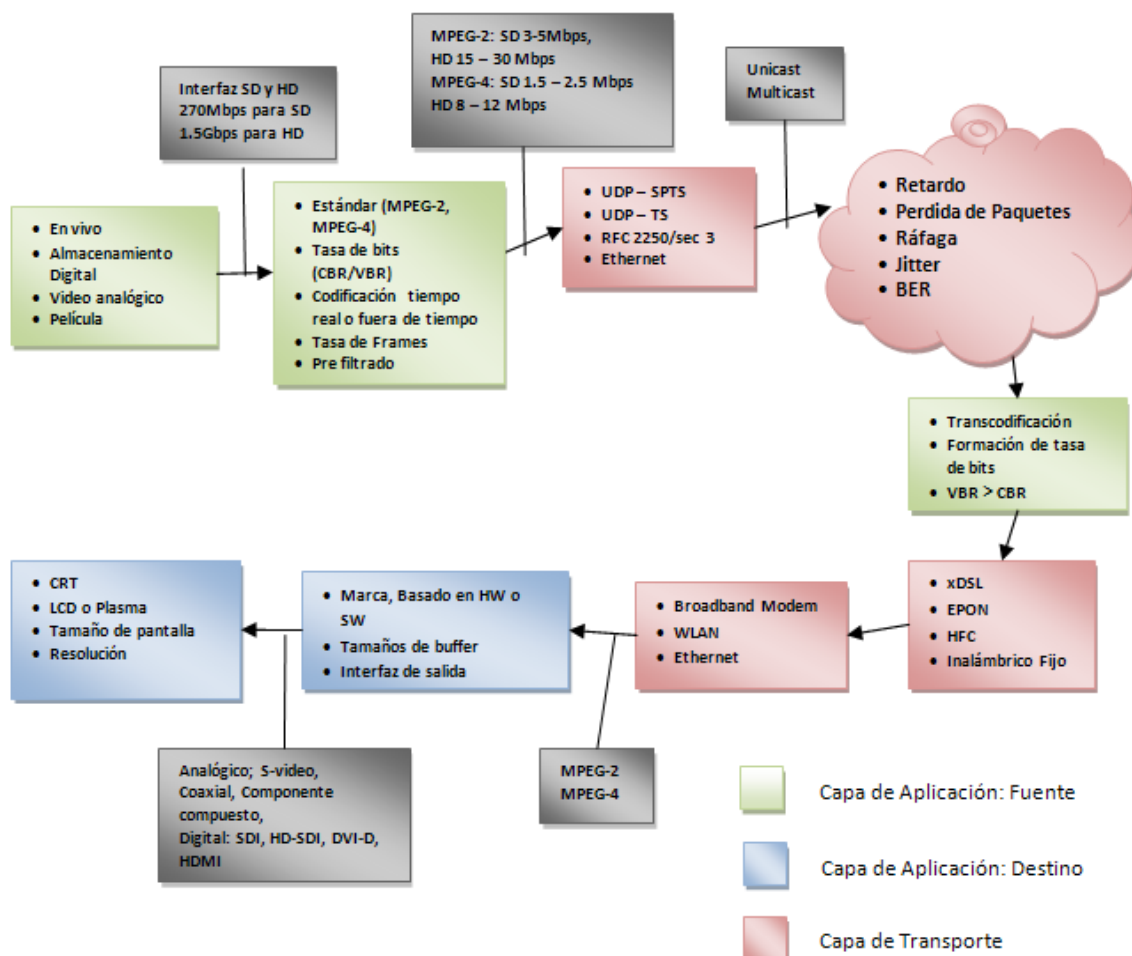 Interfaz SD y HD
270Mbps para SD
1.5Gbps para HD
MPEG-2: SD 3-5Mbps,
HD 15 – 30 Mbps
MPEG-4: SD 1.5 – 2.5 Mbps
HD 8 – 12 Mbps
Unicast
Multicast
• En vivo
• Almacenamiento
Digital
• Video analógico
• Película
• Estándar (MPEG-2,
MPEG-4)
• Tasa de bits
(CBR/VBR)
• Codificación tiempo
real o fuera de tiempo
• Tasa de Frames
• Pre filtrado
• UDP – SPTS
• UDP – TS
• RFC 2250/sec 3
• Ethernet
• Retardo
• Perdida de Paquetes
• Ráfaga
• Jitter
• BER
• Transcodificación
• Formación de tasa
de bits
• VBR > CBR
• xDSL
• EPON
• HFC
• Inalámbrico Fijo
• Broadband Modem
• WLAN
• Ethernet
• Marca, Basado en HW o
SW
• Tamaños de buffer
• Interfaz de salida
• CRT
• LCD o Plasma
• Tamaño de pantalla
• Resolución
Analógico; S-video,
Coaxial, Componente
compuesto,
Digital: SDI, HD-SDI, DVI-D,
HDMI
MPEG-2
MPEG-4
Capa de Aplicación: Fuente
Capa de Aplicación: Destino
Capa de Transporte